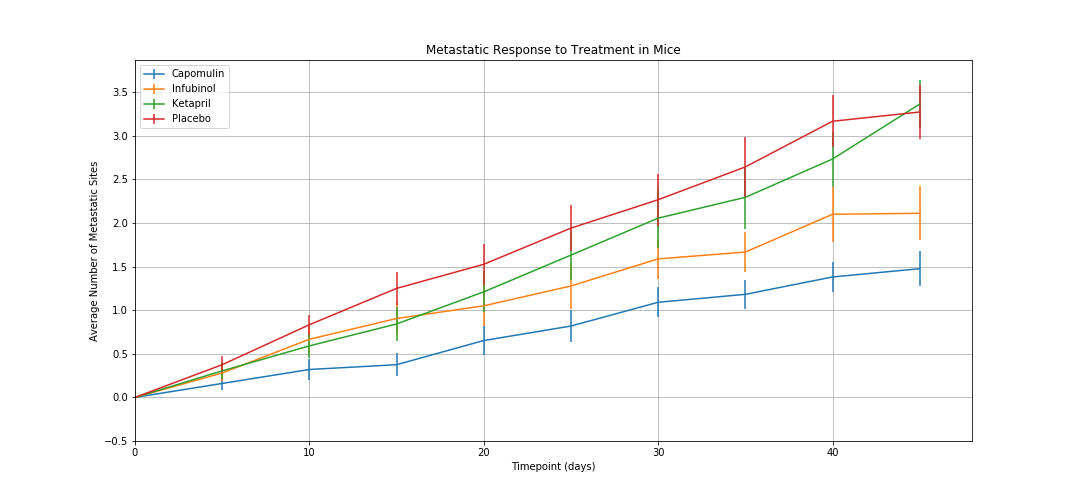 Metastatic Response to Treatment in Mice
Capomulin
Infubinol
Ketapril
Placebo
Average Number of Metastatic Sites
3.5
3.0
2.5
2.0
1.5
1.0
0.5
0.0
−0.5
0 10 20 30 40
Timepoint (days)